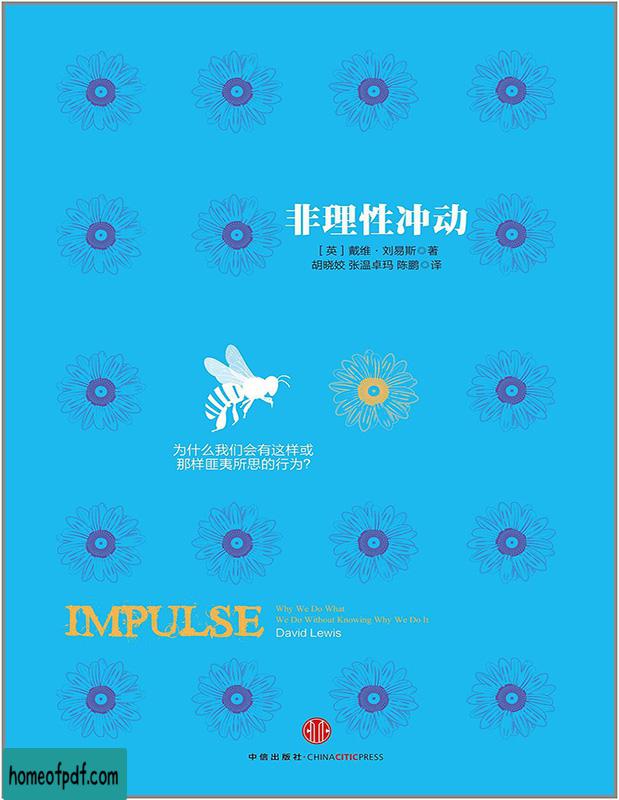 非理性冲动
[英]戴维·刘易斯◎著
胡晓姣 张温卓玛 陈鹏◎译
为什么我们会有这样或
那样匪夷所思的行为?
IMPULSE
Why We Do What
We Do Without Knowing Why We Do It
David Lewis
中信出版社·CHINACITICPRESS
homeofpdf.com